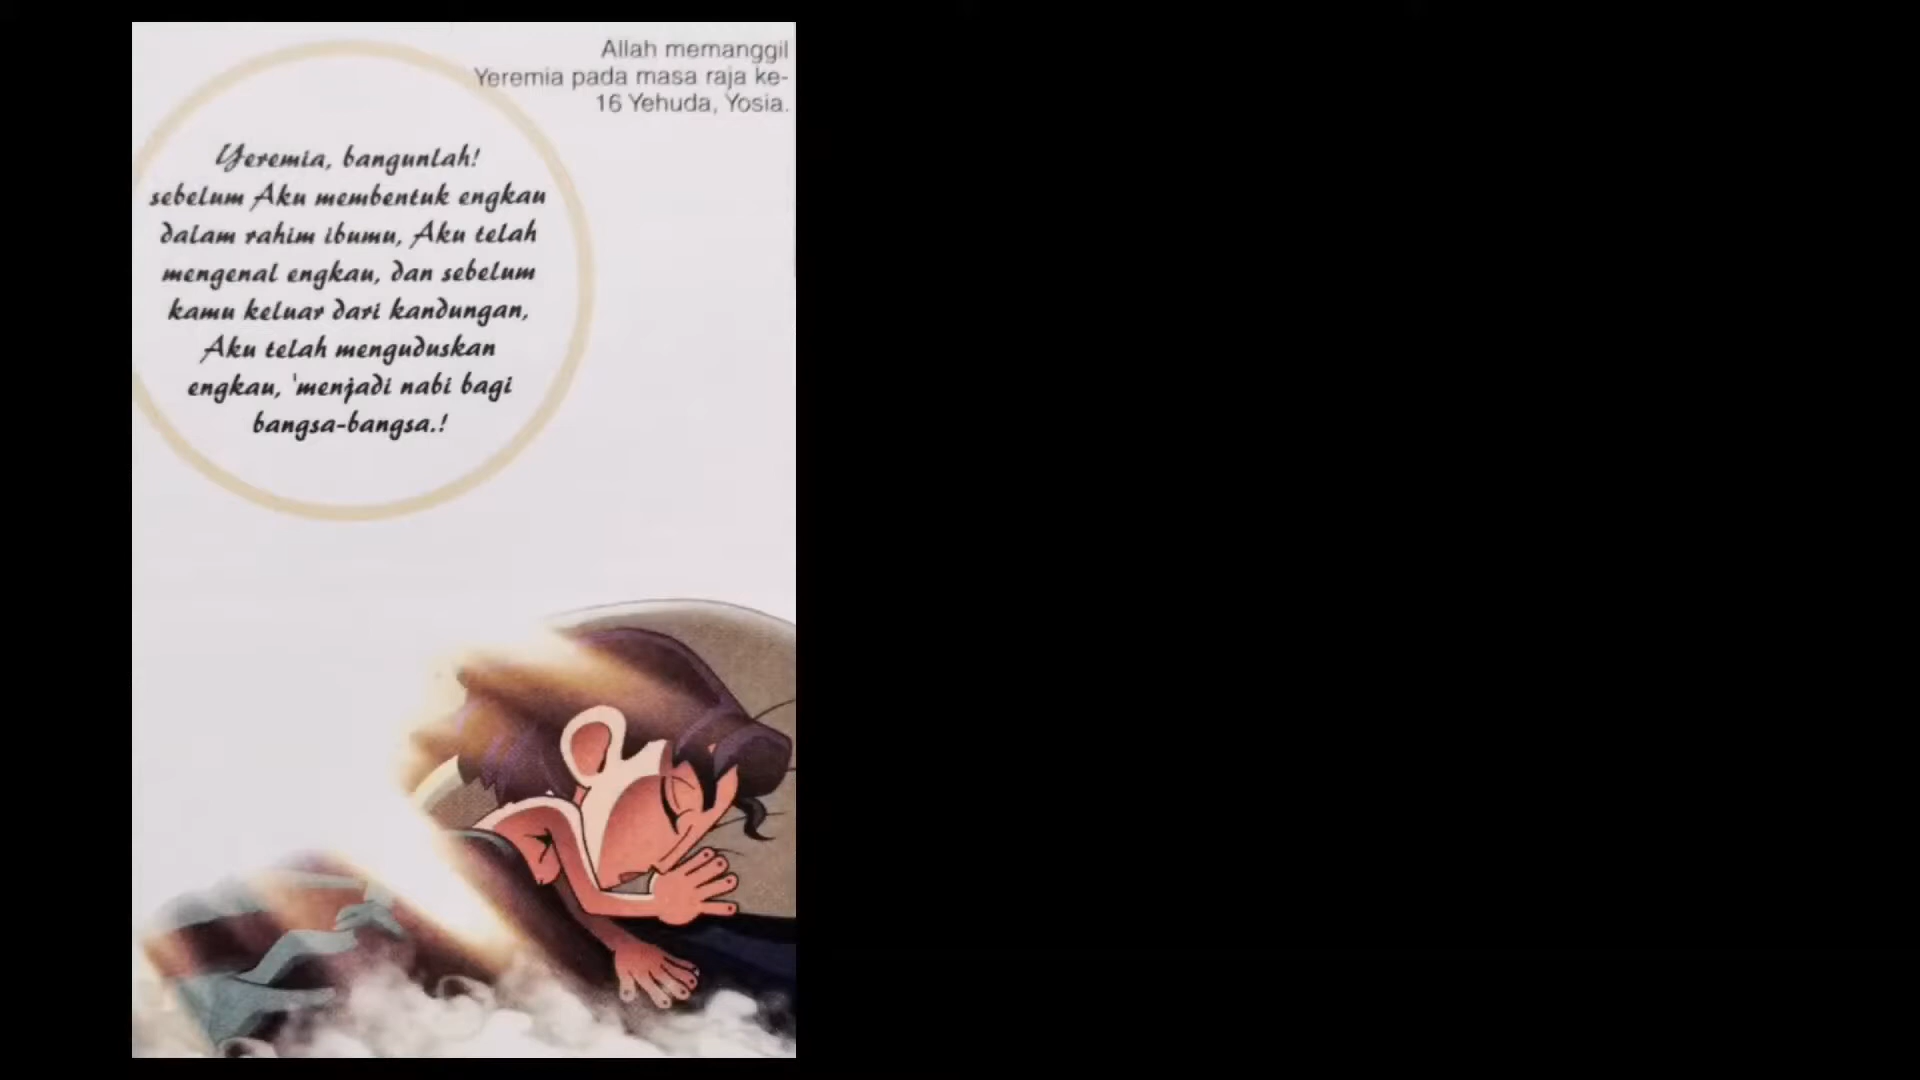 Allah memanggil
Yeremia pada masa raja ke-
16 Yehuda, Yosia.
Yeremia, bangunlah!
sebelum Aku membentuk engkau
dalam rahim ibumu, Aku telah
mengenal engkau, dan sebelum
kamu keluar dari kandungan,
Aku telah menguduskan
engkau, 'menjadi nabi bagi
bangsa-bangsa.!